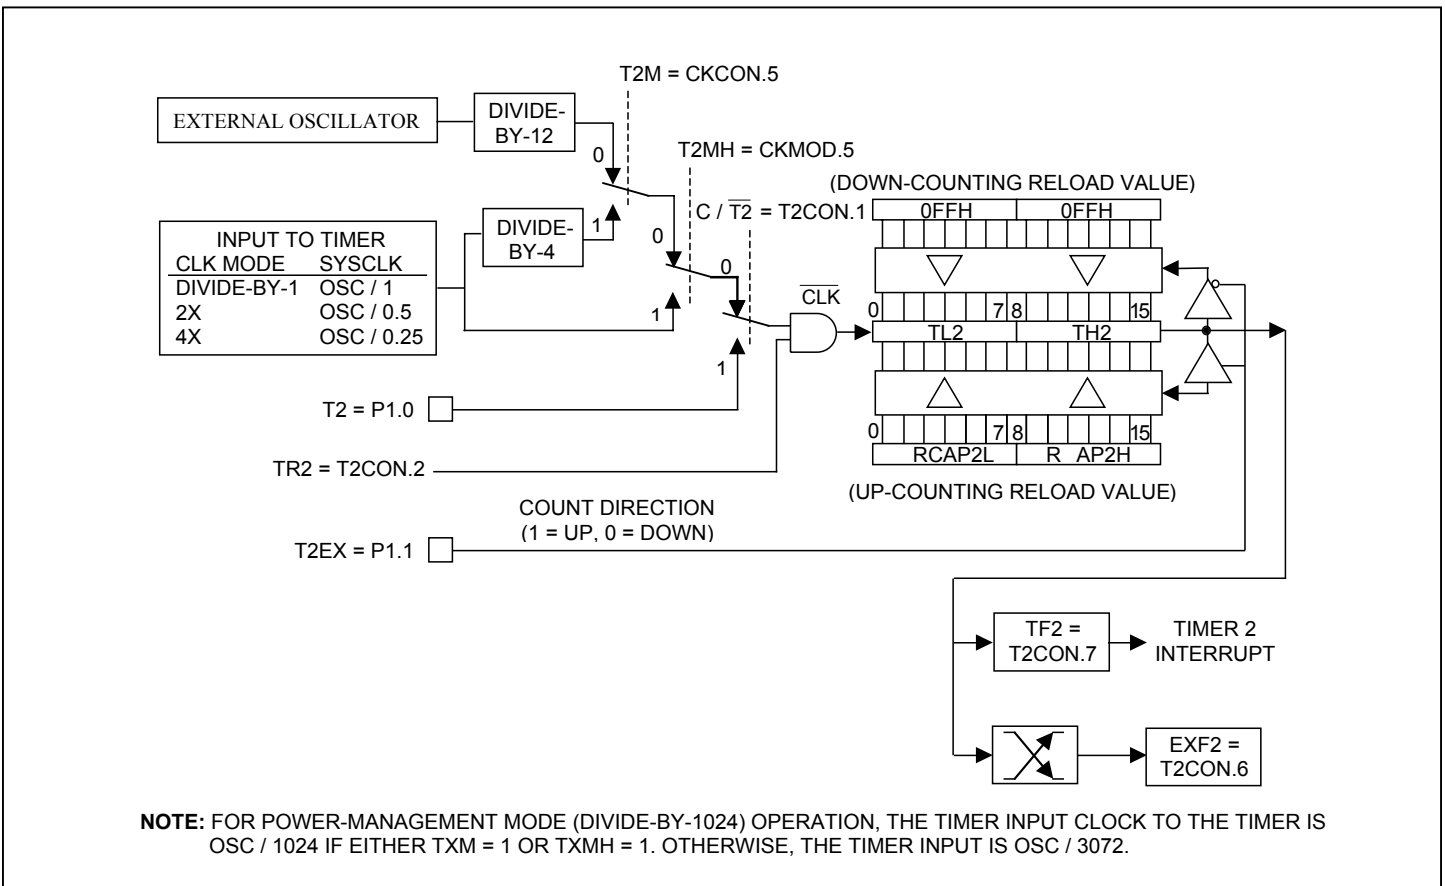 T2M = CKCON.5
EXTERNAL OSCILLATOR
DIVIDE-
BY-12
0
T2MH = CKMOD.5
(DOWN-COUNTING RELOAD VALUE)
C / T2 = T2CON.1
0FFH 0FFH
1
DIVIDE-
BY-4
INPUT TO TIMER
CLK MODE SYSCLK
DIVIDE-BY-1 OSC / 1
2X OSC / 0.5
4X OSC / 0.25
0
0
1
CLK
0 7 8 15
TL2 TH2
1
T2 = P1.0
0 7 8 15
RCAP2L R AP2H
TR2 = T2CON.2
(UP-COUNTING RELOAD VALUE)
COUNT DIRECTION
(1 = UP, 0 = DOWN)
T2EX = P1.1
TF2 =
T2CON.7
TIMER 2
INTERRUPT
EXF2 =
T2CON.6
NOTE: FOR POWER-MANAGEMENT MODE (DIVIDE-BY-1024) OPERATION, THE TIMER INPUT CLOCK TO THE TIMER IS
OSC / 1024 IF EITHER TXM = 1 OR TXMH = 1. OTHERWISE, THE TIMER INPUT IS OSC / 3072.